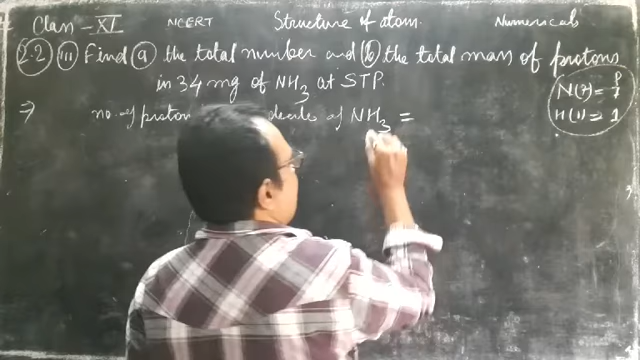 Class - XI NCERT Structure of atom. Numericals
2.2 (iii) Find (a) the total number and (b) the total mass of protons
in 34 mg of NH3 at STP.
N(7) = 7
H(1) = 1
⇒ no. of proton of NH3 =